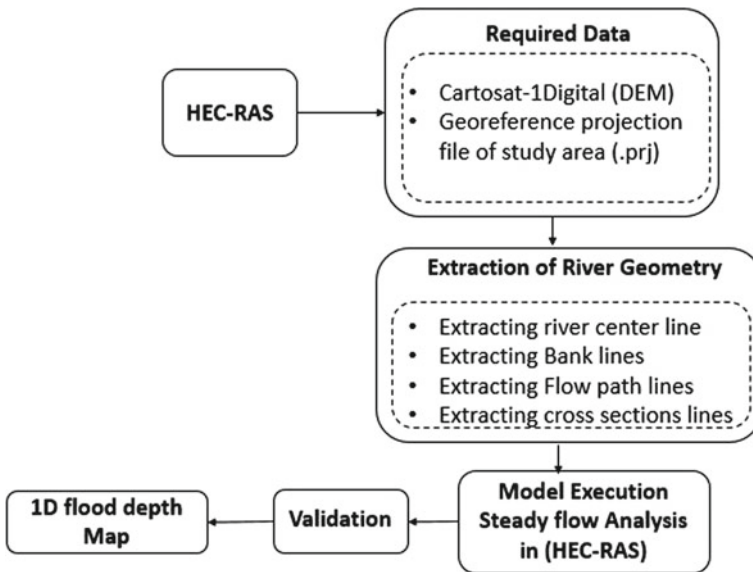 HEC-RAS
Required Data
• Cartosat-1Digital (DEM)
• Georeference projection
file of study area (.prj)
Extraction of River Geometry
• Extracting river center line
• Extracting Bank lines
• Extracting Flow path lines
• Extracting cross sections lines
Model Execution
Steady flow Analysis
in (HEC-RAS)
Validation
1D flood depth
Map